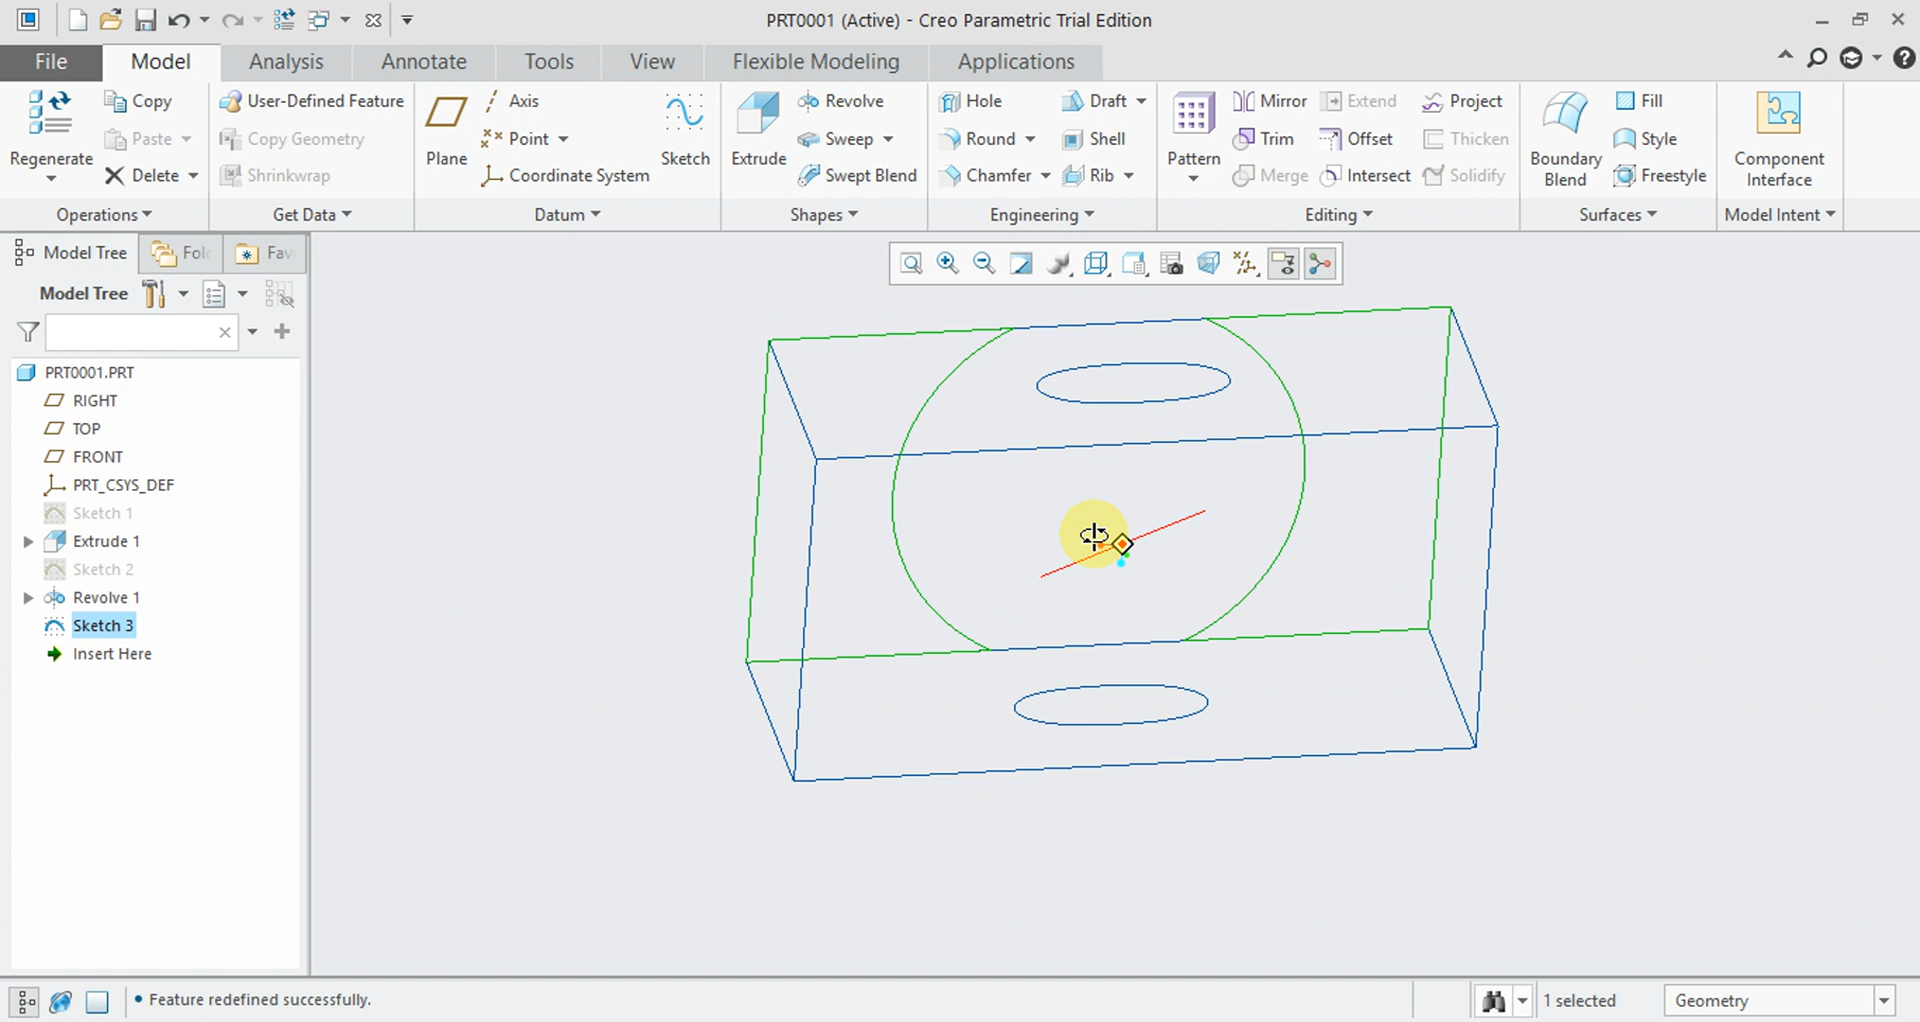 PRT0001 (Active) - Creo Parametric Trial Edition
File Model Analysis Annotate Tools View Flexible Modeling Applications
Regenerate
Copy
Paste
Delete
Operations
User-Defined Feature
Copy Geometry
Shrinkwrap
Get Data
Plane
Axis
Point
Coordinate System
Sketch
Datum
Extrude
Revolve
Sweep
Swept Blend
Shapes
Hole
Draft
Round
Shell
Chamfer
Rib
Engineering
Pattern
Mirror
Extend
Project
Trim
Offset
Thicken
Merge
Intersect
Solidify
Editing
Boundary
Blend
Fill
Style
Freestyle
Surfaces
Component
Interface
Model Intent
Model Tree Fol Fav
Model Tree
PRT0001.PRT
RIGHT
TOP
FRONT
PRT_CSYS_DEF
Sketch 1
Extrude 1
Sketch 2
Revolve 1
Sketch 3
Insert Here
• Feature redefined successfully.
1 selected
Geometry